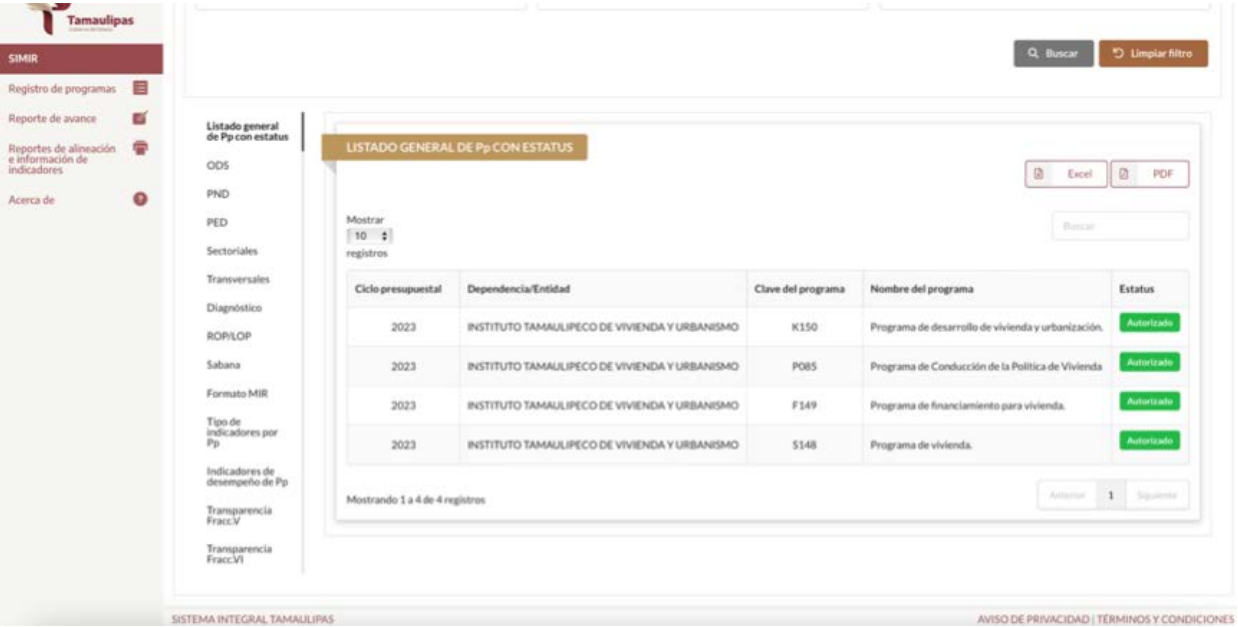 Tamaulipas
SIMIR
Registro de programas
Reporte de avance
Reportes de alineación
e información de
indicadores
Acerca de
Buscar
Limpiar filtro
Listado general
de Pp con estatus
ODS
PND
PED
Sectoriales
Transversales
Diagnóstico
ROP/LOP
Sabana
Formato MIR
Tipo de
indicadores por
Pp
Indicadores de
desempeño de Pp
Transparencia
Fracc.V
Transparencia
Fracc.VI
LISTADO GENERAL DE Pp CON ESTATUS
Excel PDF
Mostrar
10
registros
Buscar
Ciclo presupuestal Dependencia/Entidad Clave del programa Nombre del programa Estatus
2023 INSTITUTO TAMAULIPECO DE VIVIENDA Y URBANISMO K150 Programa de desarrollo de vivienda y urbanización. Autorizado
2023 INSTITUTO TAMAULIPECO DE VIVIENDA Y URBANISMO P085 Programa de Conducción de la Política de Vivienda Autorizado
2023 INSTITUTO TAMAULIPECO DE VIVIENDA Y URBANISMO F149 Programa de financiamiento para vivienda. Autorizado
2023 INSTITUTO TAMAULIPECO DE VIVIENDA Y URBANISMO S148 Programa de vivienda. Autorizado
Mostrando 1 a 4 de 4 registros
Anterior 1 Siguiente
SISTEMA INTEGRAL TAMAULIPAS
AVISO DE PRIVACIDAD | TÉRMINOS Y CONDICIONES